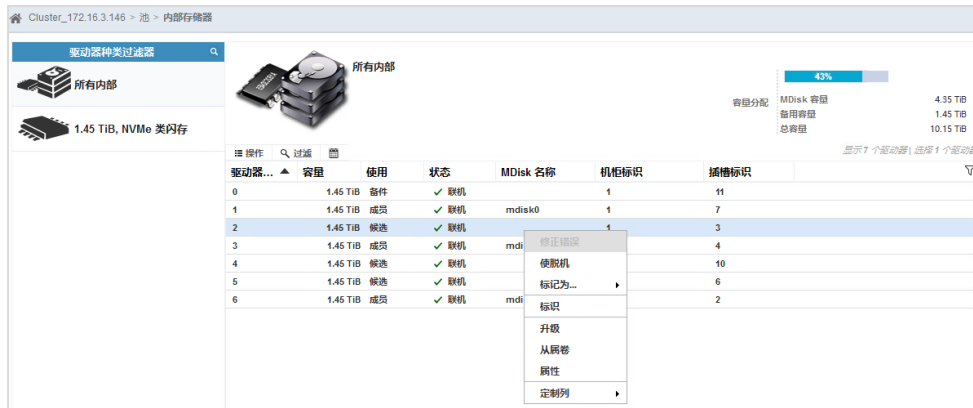 Cluster_172.16.3.146 > 池 > 内部存储器
驱动器种类过滤器
所有内部
1.45 TiB, NVMe 类闪存
所有内部
43%
容量分配
MDisk 容量 4.35 TiB
备用容量 1.45 TiB
总容量 10.15 TiB
操作 过滤
显示 7 个驱动器 | 选择 1 个驱动器
驱动器... 容量 使用 状态 MDisk 名称 机柜标识 插槽标识
0 1.45 TiB 备件 联机 1 11
1 1.45 TiB 成员 联机 mdisk0 1 7
2 1.45 TiB 候选 联机 1 3
3 1.45 TiB 成员 联机 mdi 4
4 1.45 TiB 候选 联机 10
5 1.45 TiB 候选 联机 6
6 1.45 TiB 成员 联机 mdi 2
修正错误
使脱机
标记为...
标识
升级
从属卷
属性
定制列